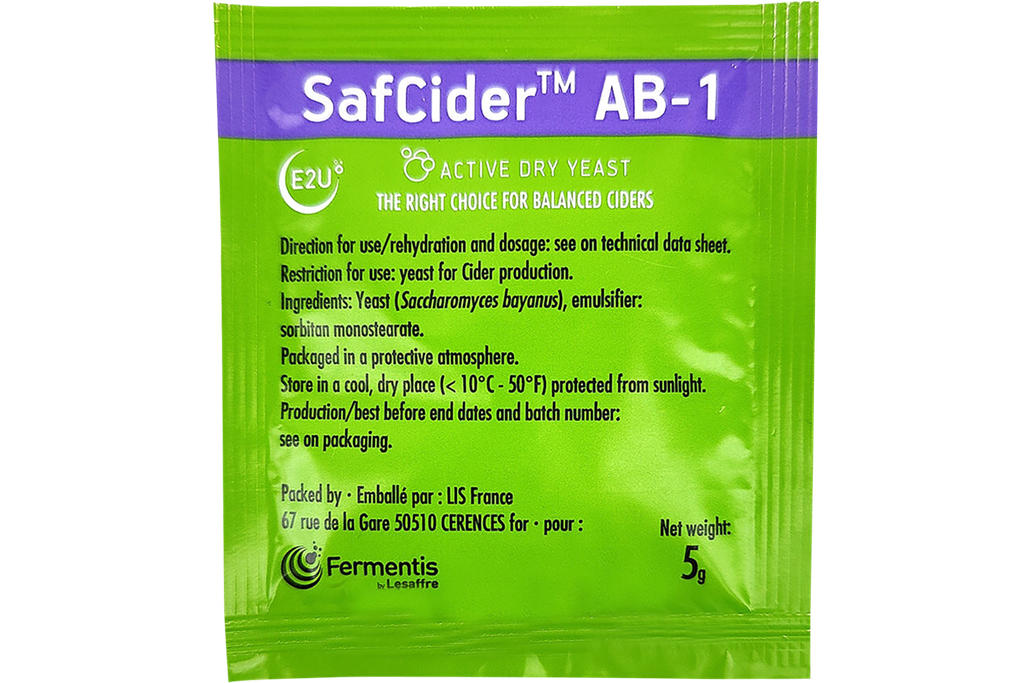 SafCider™ AB-1
E2U
ACTIVE DRY YEAST
THE RIGHT CHOICE FOR BALANCED CIDERS
Direction for use/rehydration and dosage: see on technical data sheet.
Restriction for use: yeast for Cider production.
Ingredients: Yeast (Saccharomyces bayanus), emulsifier:
sorbitan monostearate.
Packaged in a protective atmosphere.
Store in a cool, dry place (< 10°C - 50°F) protected from sunlight.
Production/best before end dates and batch number:
see on packaging.
Packed by · Emballé par : LIS France
67 rue de la Gare 50510 CERENCES for · pour :
Net weight:
5g
Fermentis
by Lesaffre